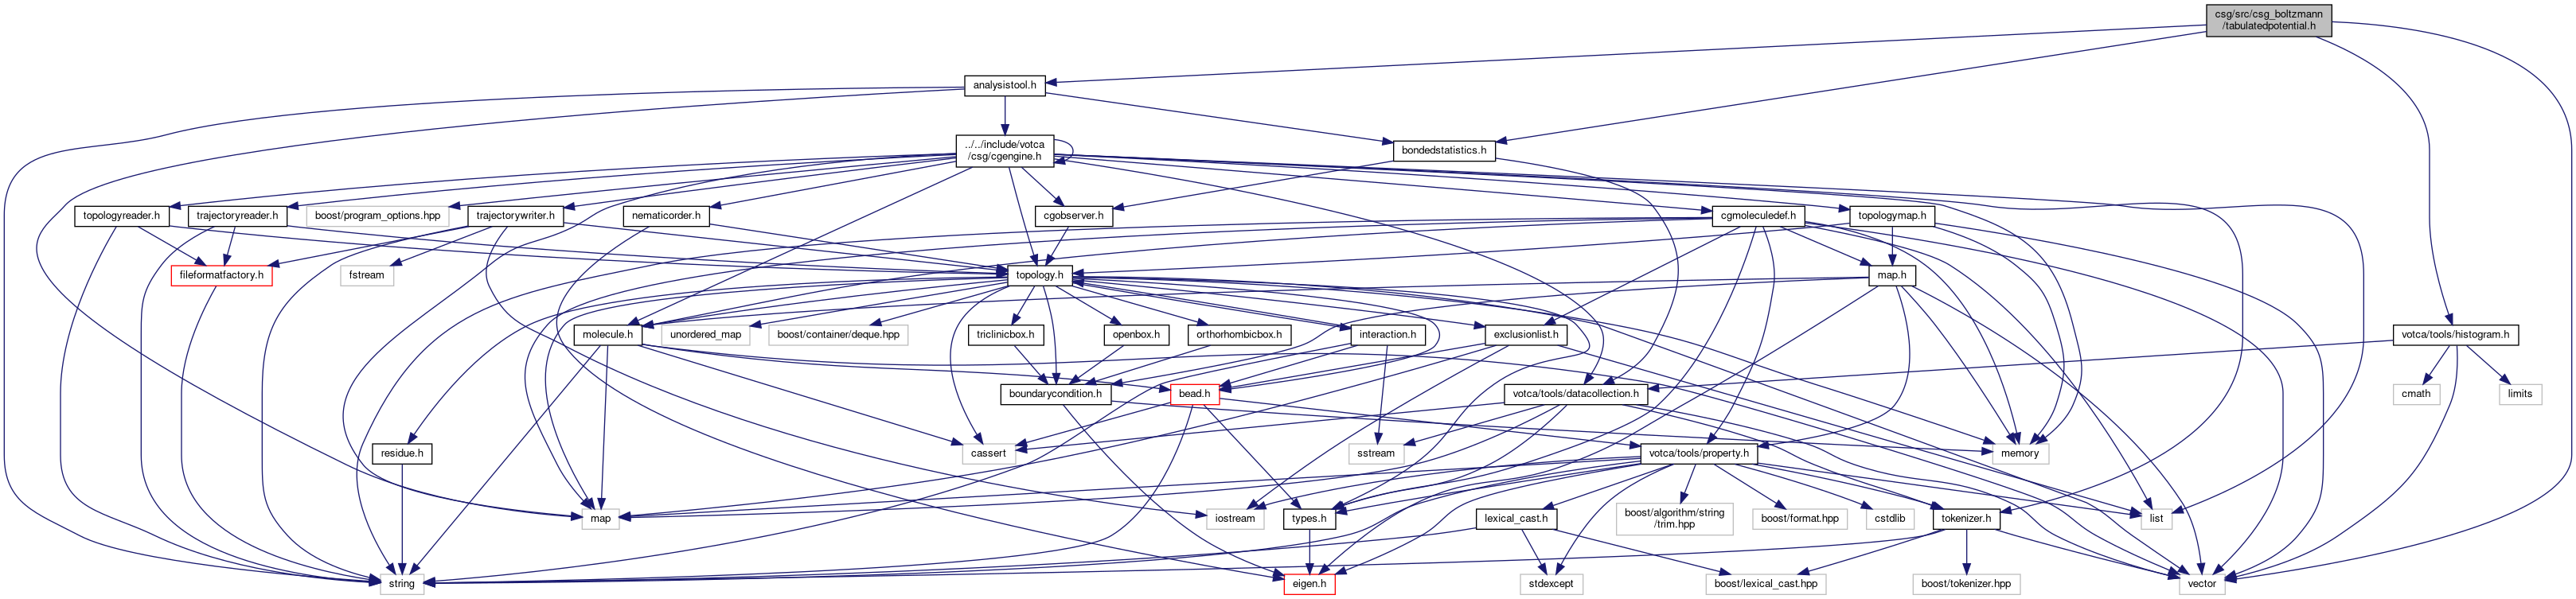 csg/src/csg_boltzmann
/tabulatedpotential.h
analysistool.h
../../include/votca
/csg/cgengine.h
bondedstatistics.h
topologyreader.h
trajectoryreader.h
boost/program_options.hpp
trajectorywriter.h
nematicorder.h
cgobserver.h
cgmoleculedef.h
topologymap.h
fileformatfactory.h
fstream
topology.h
map.h
molecule.h
unordered_map
boost/container/deque.hpp
triclinicbox.h
openbox.h
orthorhombicbox.h
interaction.h
exclusionlist.h
votca/tools/histogram.h
boundarycondition.h
bead.h
votca/tools/datacollection.h
cmath
limits
residue.h
cassert
sstream
votca/tools/property.h
memory
map
iostream
types.h
lexical_cast.h
boost/algorithm/string
/trim.hpp
boost/format.hpp
cstdlib
tokenizer.h
list
string
eigen.h
stdexcept
boost/lexical_cast.hpp
boost/tokenizer.hpp
vector